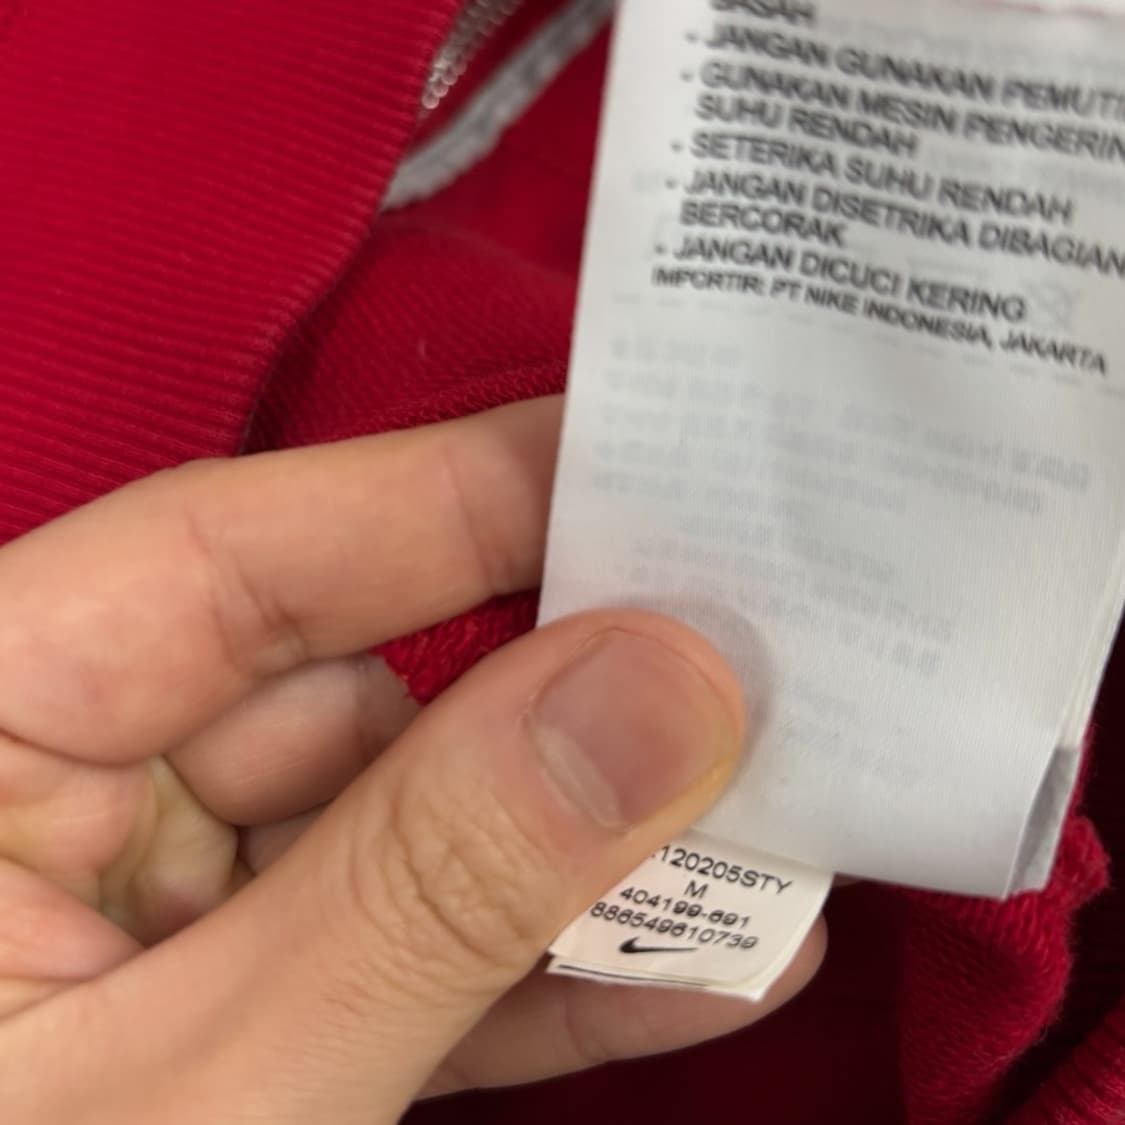 BASAH
- JANGAN GUNAKAN PEMUTI
- GUNAKAN MESIN PENGERIN
SUHU RENDAH
- SETERIKA SUHU RENDAH
- JANGAN DISETRIKA DIBAGIAN
BERCORAK
- JANGAN DICUCI KERING
IMPORTIR: PT NIKE INDONESIA, JAKARTA
120205STY
M
404199-691
886549610739